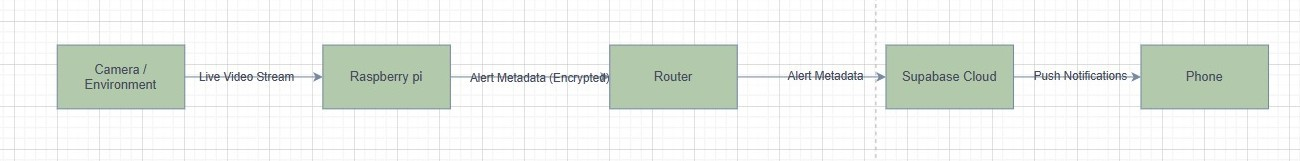 Camera /
Environment
Live Video Stream
Raspberry pi
Alert Metadata (Encrypted)
Router
Alert Metadata
Supabase Cloud
Push Notifications
Phone